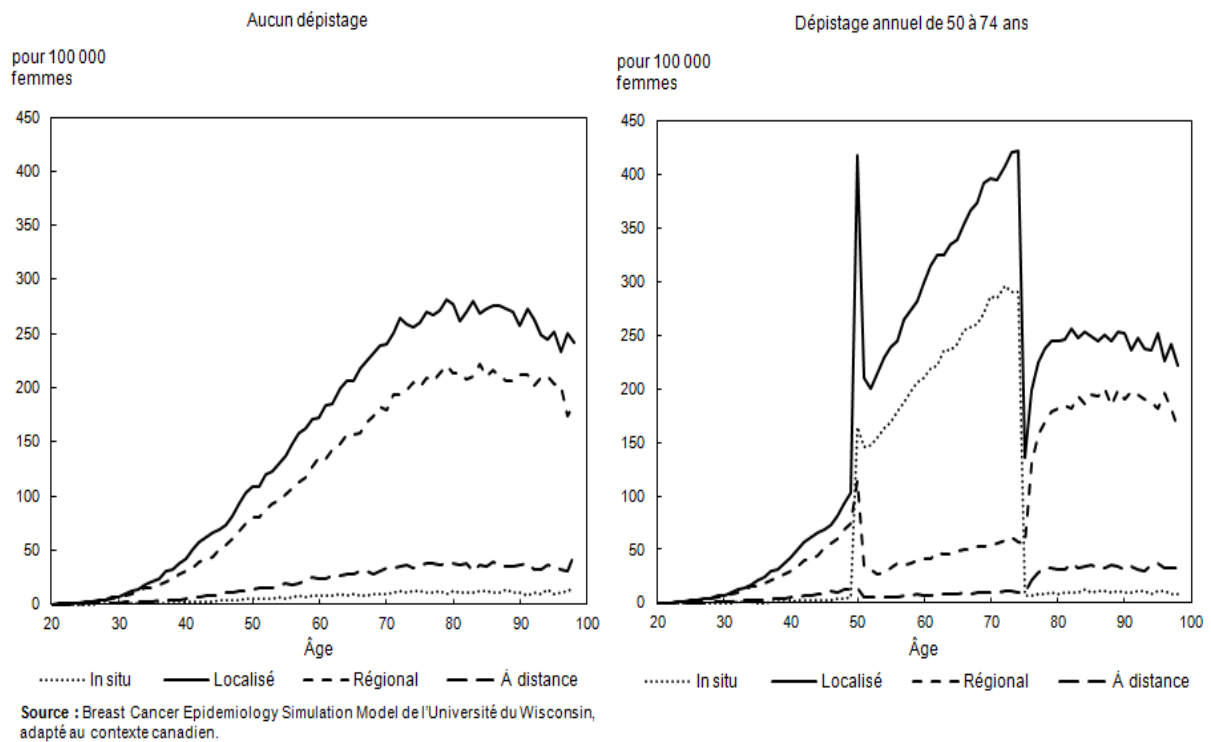 Aucun dépistage
pour 100 000
femmes
450
400
350
300
250
200
150
100
50
0
20 30 40 50 60 70 80 90 100
Âge
In situ Localisé Régional À distance
Dépistage annuel de 50 à 74 ans
pour 100 000
femmes
450
400
350
300
250
200
150
100
50
0
20 30 40 50 60 70 80 90 100
Âge
In situ Localisé Régional À distance
Source : Breast Cancer Epidemiology Simulation Model de l'Université du Wisconsin,
adapté au contexte canadien.